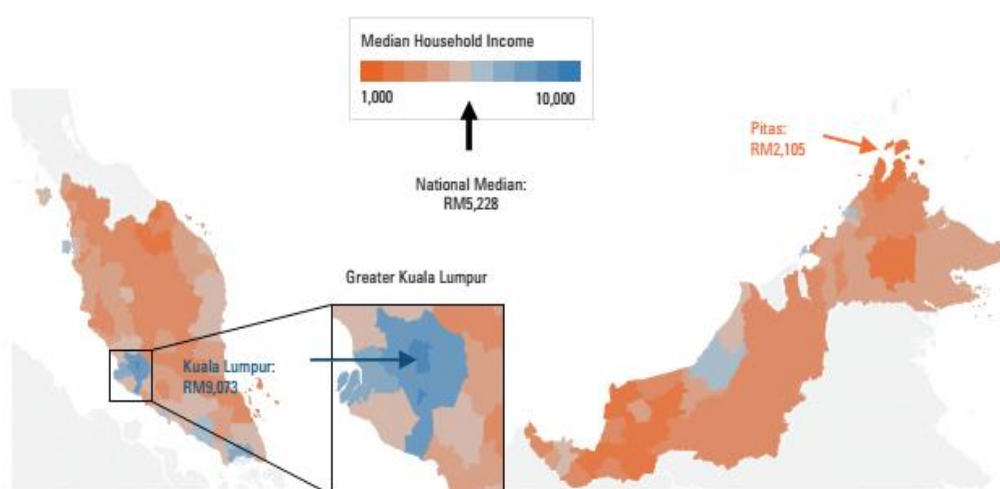 Median Household Income
1,000
10,000
National Median:
RM5,228
Pitas:
RM2,105
Greater Kuala Lumpur
Kuala Lumpur:
RM9,073